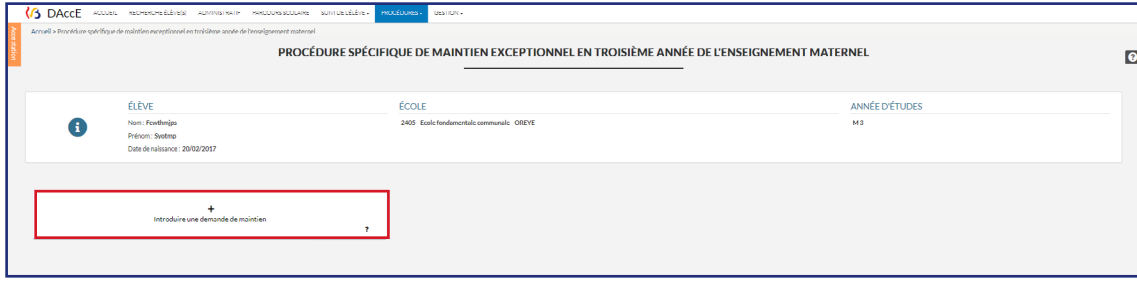 DAccE ACCUEIL RECHERCHE ÉLÈVE(S) ADMINISTRATIF PARCOURS SCOLAIRE SUIVI DE L'ÉLÈVE PROCÉDURES GESTION
Accueil > Procédure spécifique de maintien exceptionnel en troisième année de l'enseignement maternel
PROCÉDURE SPÉCIFIQUE DE MAINTIEN EXCEPTIONNEL EN TROISIÈME ANNÉE DE L'ENSEIGNEMENT MATERNEL
?
ÉLÈVE ÉCOLE ANNÉE D'ÉTUDES
Nom : Fcwthmjps 2405 Ecole fondamentale communale OREYE M 3
Prénom : Svotmp
Date de naissance : 20/02/2017
+
Introduire une demande de maintien
?